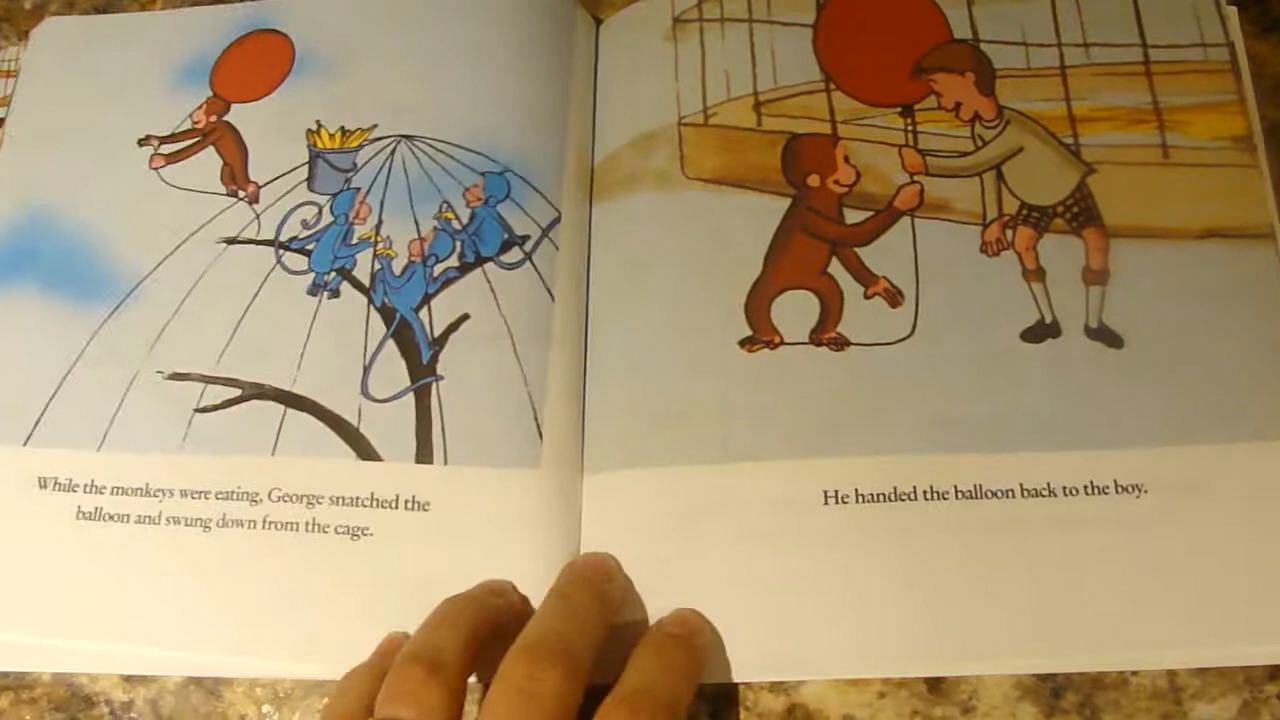 While the monkeys were eating, George snatched the
balloon and swung down from the cage.
He handed the balloon back to the boy.